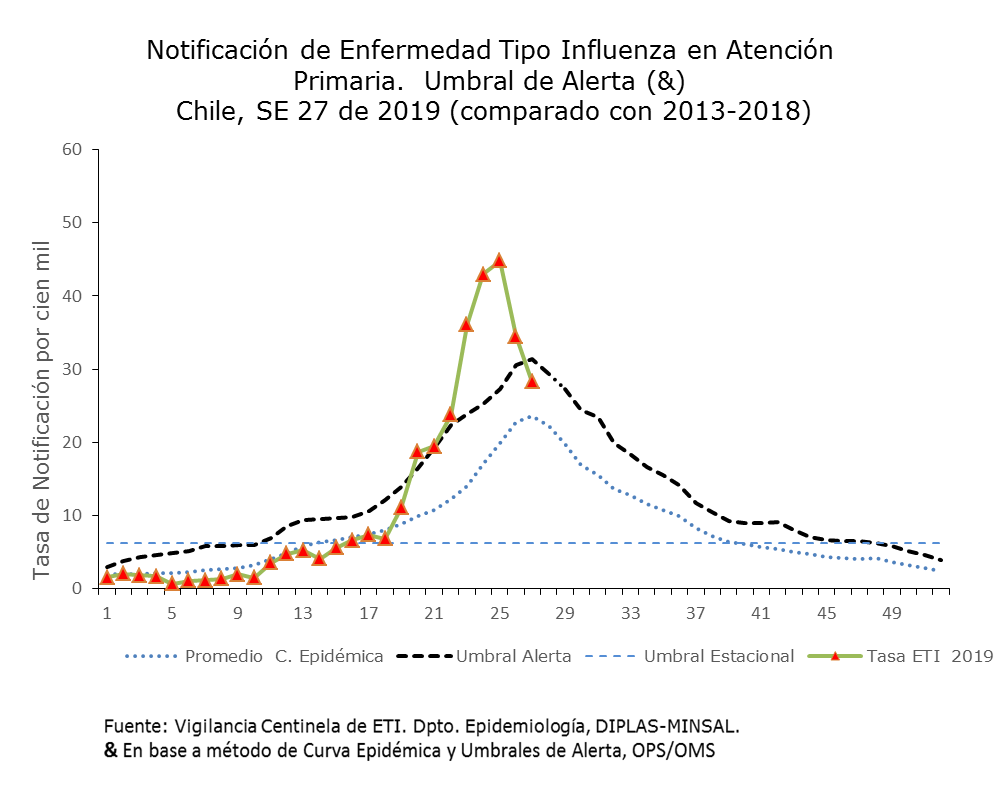 Notificación de Enfermedad Tipo Influenza en Atención
Primaria. Umbral de Alerta (&)
Chile, SE 27 de 2019 (comparado con 2013-2018)
Tasa de Notificación por cien mil
60
50
40
30
20
10
0
1 5 9 13 17 21 25 29 33 37 41 45 49
Promedio C. Epidémica Umbral Alerta Umbral Estacional Tasa ETI 2019
Fuente: Vigilancia Centinela de ETI. Dpto. Epidemiología, DIPLAS-MINSAL.
& En base a método de Curva Epidémica y Umbrales de Alerta, OPS/OMS